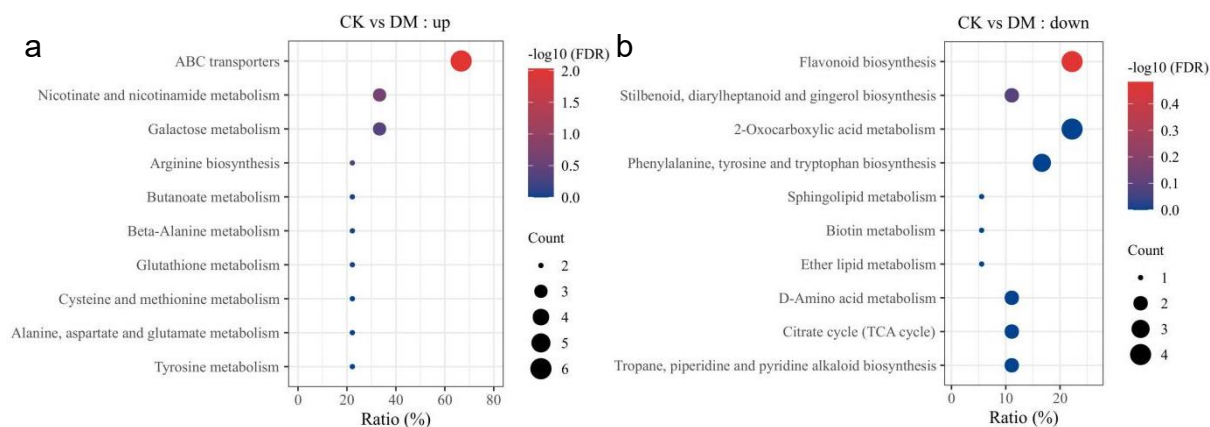 a
CK vs DM : up
ABC transporters
Nicotinate and nicotinamide metabolism
Galactose metabolism
Arginine biosynthesis
Butanoate metabolism
Beta-Alanine metabolism
Glutathione metabolism
Cysteine and methionine metabolism
Alanine, aspartate and glutamate metabolism
Tyrosine metabolism
0 20 40 60 80
Ratio (%)
-log10 (FDR)
2.0
1.5
1.0
0.5
0.0
Count
2
3
4
5
6
b
CK vs DM : down
Flavonoid biosynthesis
Stilbenoid, diarylheptanoid and gingerol biosynthesis
2-Oxocarboxylic acid metabolism
Phenylalanine, tyrosine and tryptophan biosynthesis
Sphingolipid metabolism
Biotin metabolism
Ether lipid metabolism
D-Amino acid metabolism
Citrate cycle (TCA cycle)
Tropane, piperidine and pyridine alkaloid biosynthesis
0 10 20
Ratio (%)
-log10 (FDR)
0.4
0.3
0.2
0.1
0.0
Count
1
2
3
4